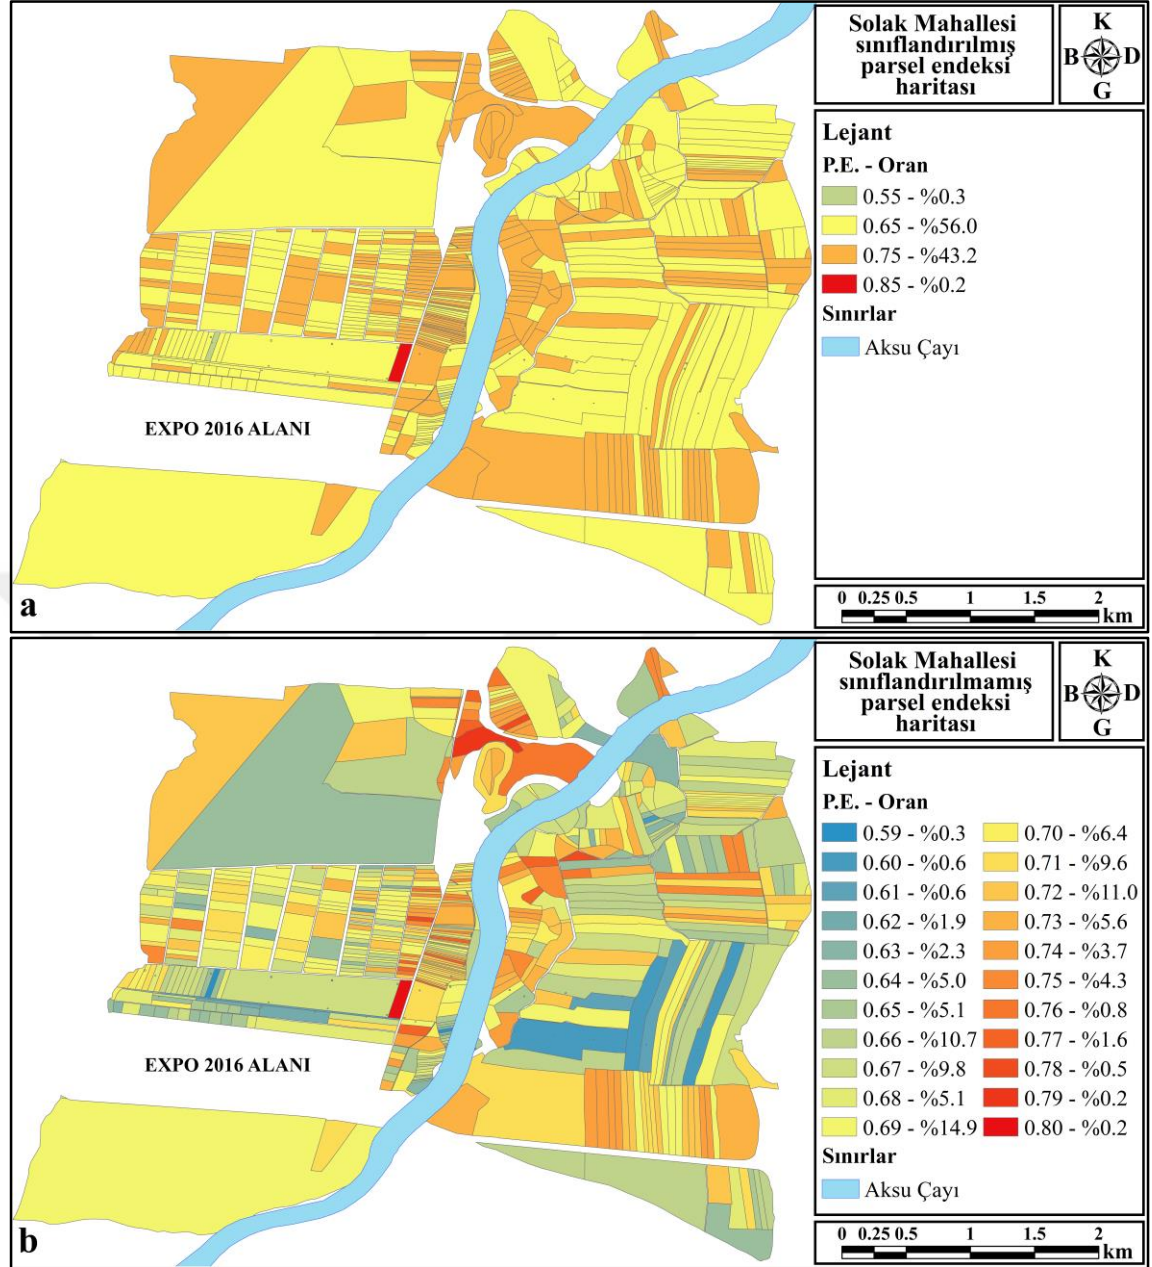 Solak Mahallesi
sınıflandırılmış
parsel endeksi
haritası
K
B D
G
Lejant
P.E. - Oran
0.55 - %0.3
0.65 - %56.0
0.75 - %43.2
0.85 - %0.2
Sınırlar
Aksu Çayı
EXPO 2016 ALANI
a
0 0.25 0.5 1 1.5 2
km
Solak Mahallesi
sınıflandırılmamış
parsel endeksi
haritası
K
B D
G
Lejant
P.E. - Oran
0.59 - %0.3 0.70 - %6.4
0.60 - %0.6 0.71 - %9.6
0.61 - %0.6 0.72 - %11.0
0.62 - %1.9 0.73 - %5.6
0.63 - %2.3 0.74 - %3.7
0.64 - %5.0 0.75 - %4.3
0.65 - %5.1 0.76 - %0.8
0.66 - %10.7 0.77 - %1.6
0.67 - %9.8 0.78 - %0.5
0.68 - %5.1 0.79 - %0.2
0.69 - %14.9 0.80 - %0.2
Sınırlar
Aksu Çayı
EXPO 2016 ALANI
b
0 0.25 0.5 1 1.5 2
km